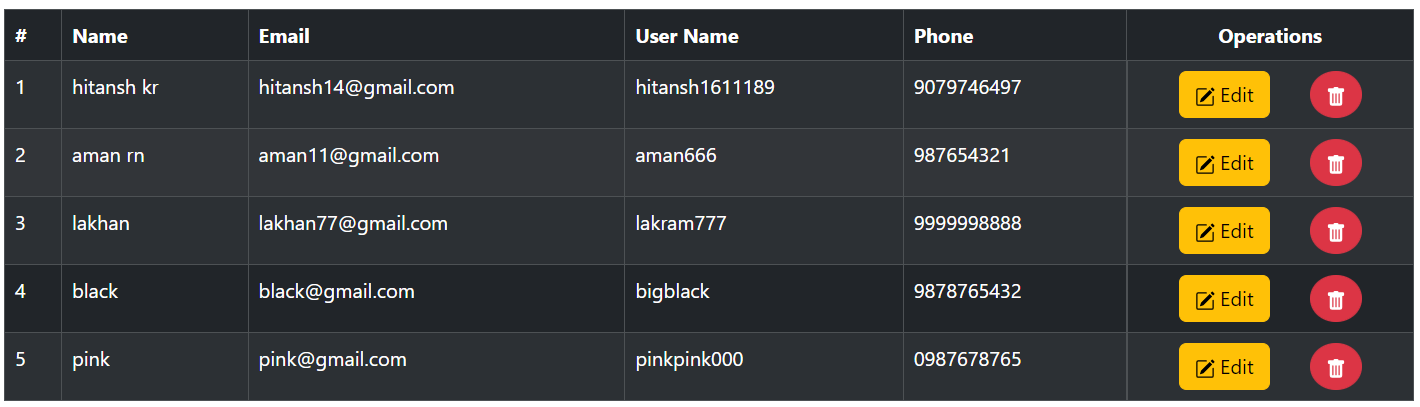 # Name Email User Name Phone Operations
1 hitansh kr hitansh14@gmail.com hitansh1611189 9079746497 Edit
2 aman rn aman11@gmail.com aman666 987654321 Edit
3 lakhan lakhan77@gmail.com lakram777 9999998888 Edit
4 black black@gmail.com bigblack 9878765432 Edit
5 pink pink@gmail.com pinkpink000 0987678765 Edit